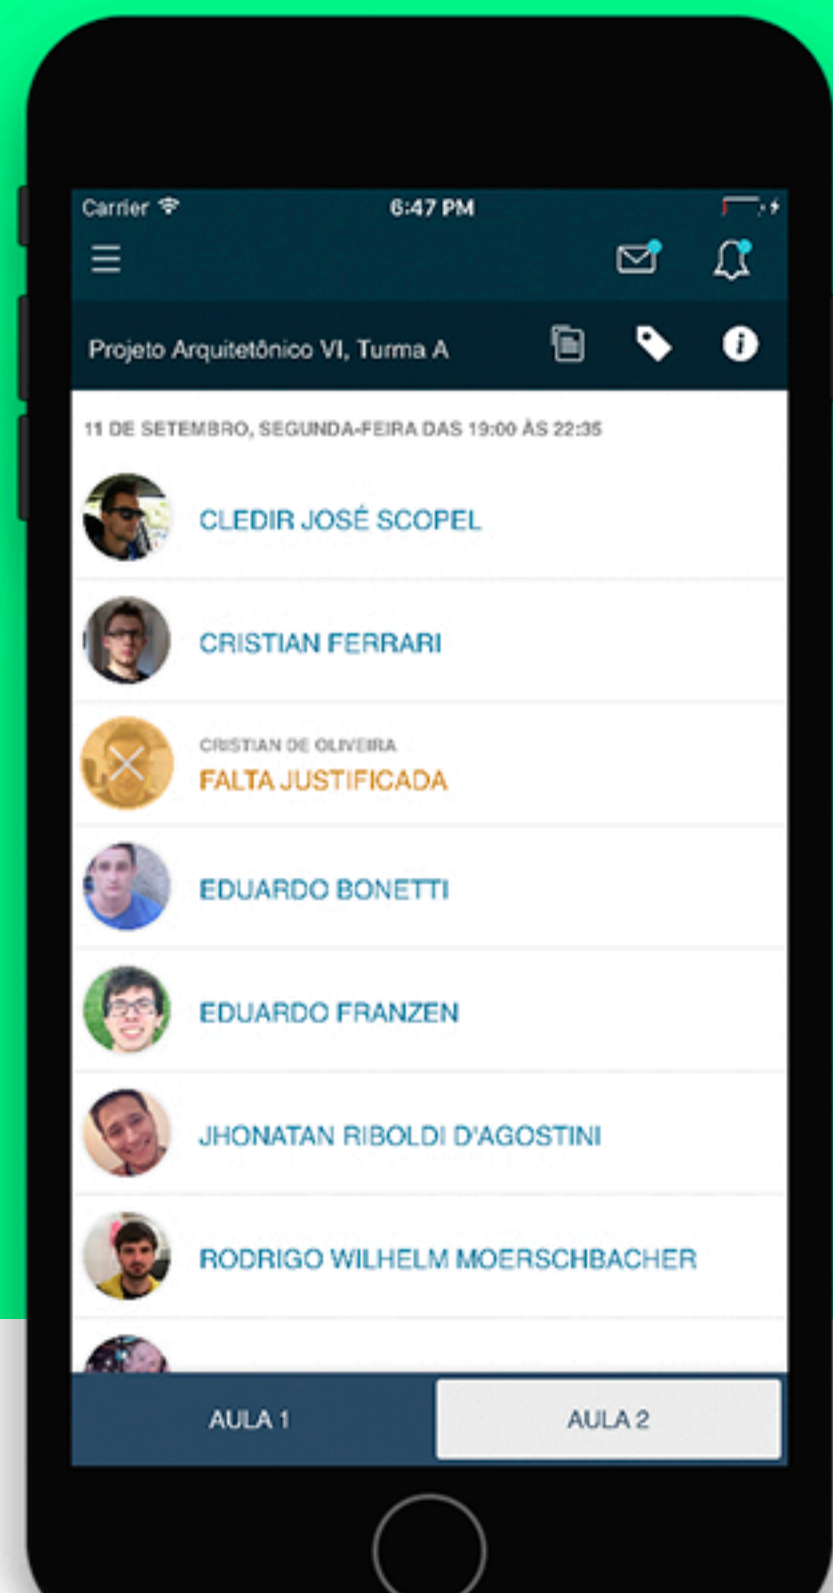 Carrier
6:47 PM
Projeto Arquitetônico VI, Turma A
11 DE SETEMBRO, SEGUNDA-FEIRA DAS 19:00 ÀS 22:35
CLEDIR JOSÉ SCOPEL
CRISTIAN FERRARI
CRISTIAN DE OLIVEIRA
FALTA JUSTIFICADA
EDUARDO BONETTI
EDUARDO FRANZEN
JHONATAN RIBOLDI D'AGOSTINI
RODRIGO WILHELM MOERSCHBACHER
AULA 1
AULA 2